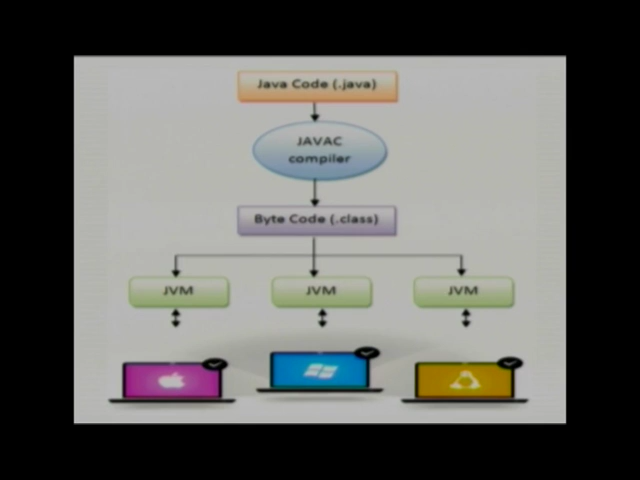 Java Code (.java)
JAVAC
compiler
Byte Code (.class)
JVM
JVM
JVM